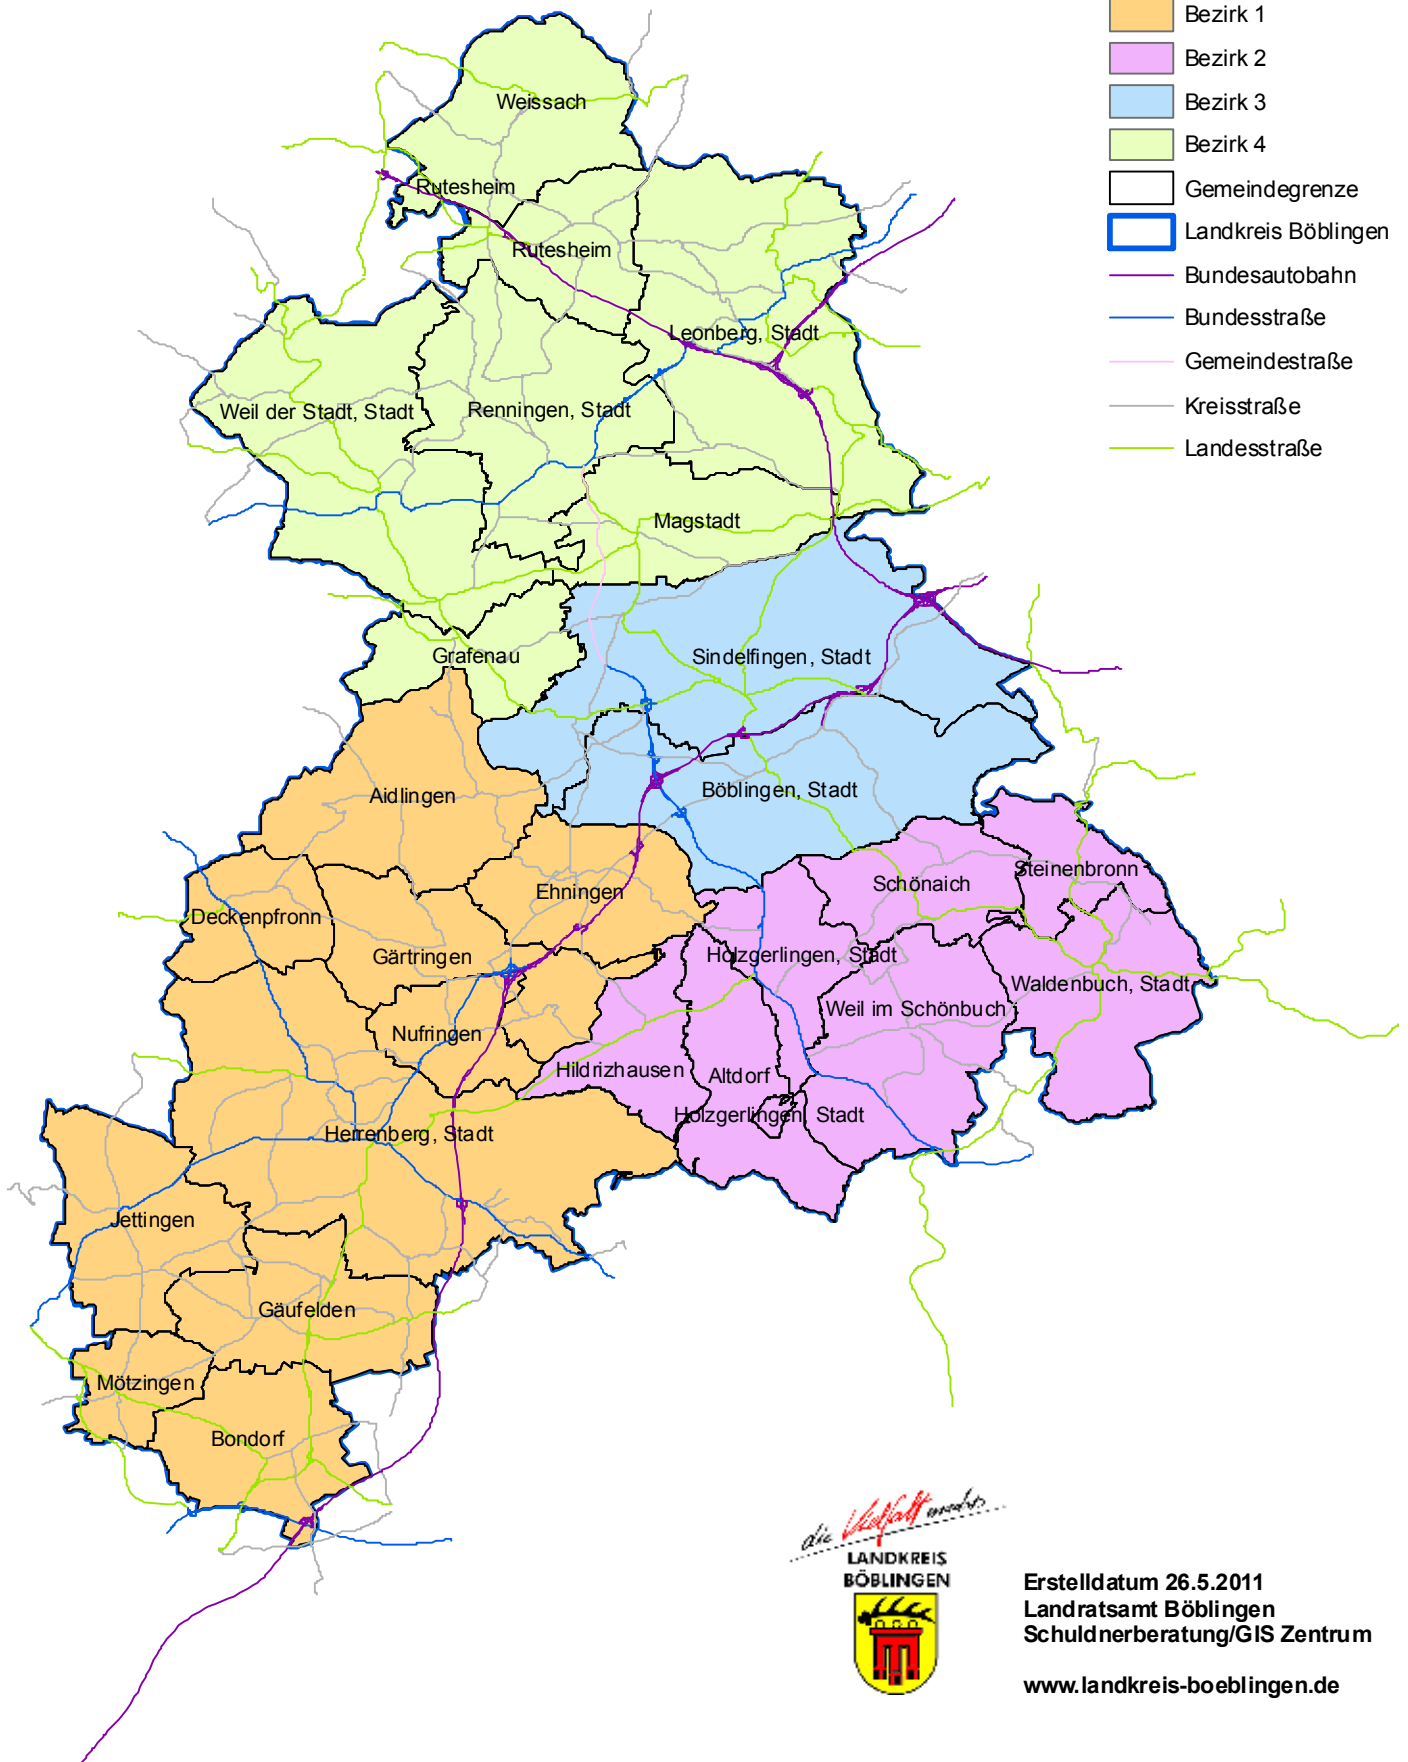 Bezirk 1
Bezirk 2
Bezirk 3
Bezirk 4
Gemeindegrenze
Landkreis Böblingen
Bundesautobahn
Bundesstraße
Gemeindestraße
Kreisstraße
Landesstraße
Weissach
Rutesheim
Rutesheim
Leonberg, Stadt
Weil der Stadt, Stadt
Renningen, Stadt
Magstadt
Grafenau
Sindelfingen, Stadt
Aidlingen
Böblingen, Stadt
Ehningen
Schönaich
Steinenbronn
Deckenpfronn
Gärtringen
Holzgerlingen, Stadt
Waldenbuch, Stadt
Weil im Schönbuch
Nufringen
Hildrizhausen
Altdorf
Holzgerlingen, Stadt
Herrenberg, Stadt
Jettingen
Gäufelden
Mötzingen
Bondorf
die Vielfalt macht's
LANDKREIS
BÖBLINGEN
Erstelldatum 26.5.2011
Landratsamt Böblingen
Schuldnerberatung/GIS Zentrum
www.landkreis-boeblingen.de